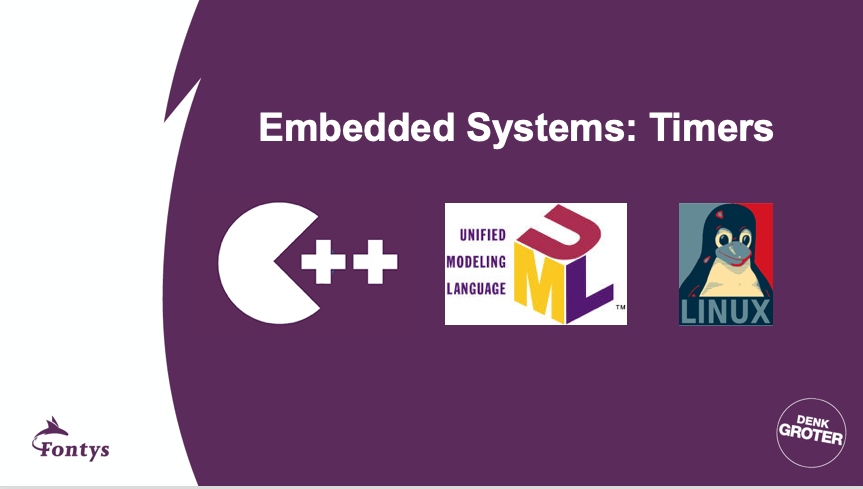 Embedded Systems: Timers
C++
UNIFIED
MODELING
LANGUAGE
UML
TM
LINUX
Fontys
DENK
GROTER